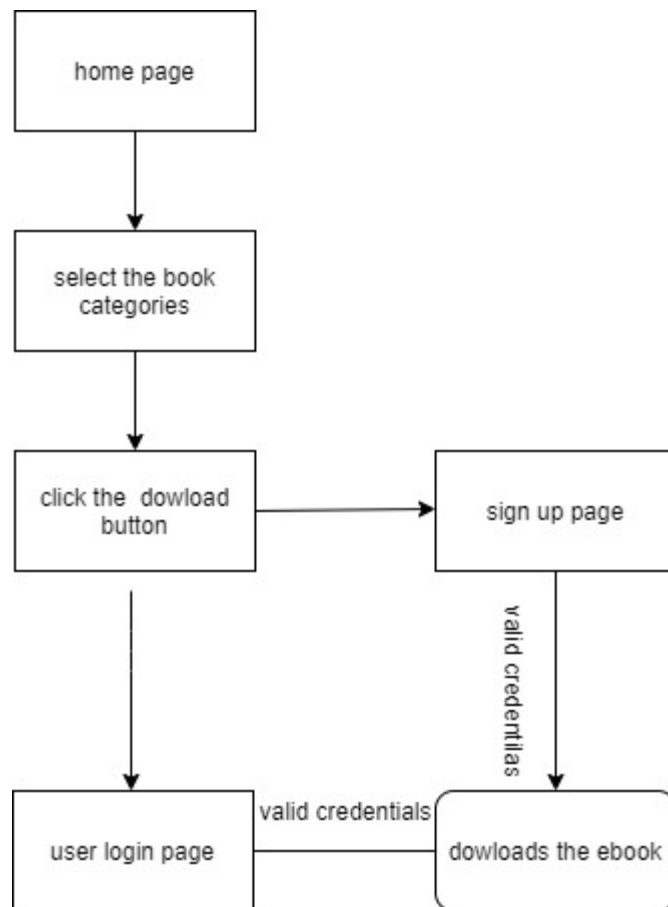 home page
select the book
categories
click the  dowload
button
sign up page
valid credentilas
user login page
valid credentials
dowloads the ebook